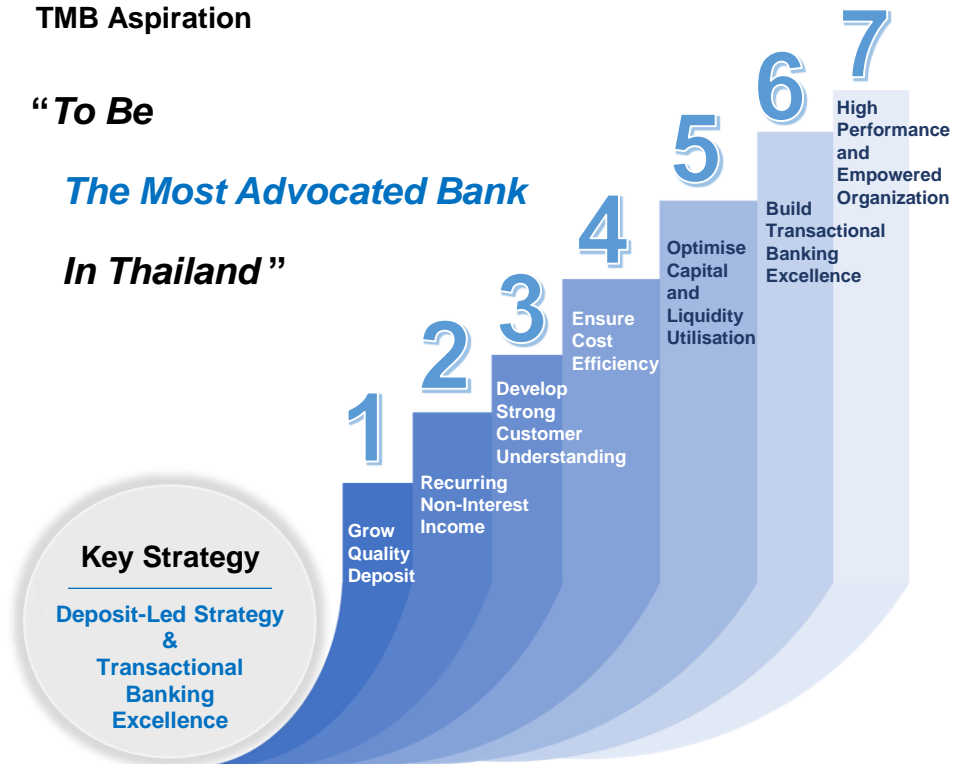 TMB Aspiration
“To Be
The Most Advocated Bank
In Thailand”
Key Strategy
Deposit-Led Strategy
&
Transactional
Banking
Excellence
1
Grow
Quality
Deposit
2
Recurring
Non-Interest
Income
3
Develop
Strong
Customer
Understanding
4
Ensure
Cost
Efficiency
5
Optimise
Capital
and
Liquidity
Utilisation
6
Build
Transactional
Banking
Excellence
7
High
Performance
and
Empowered
Organization